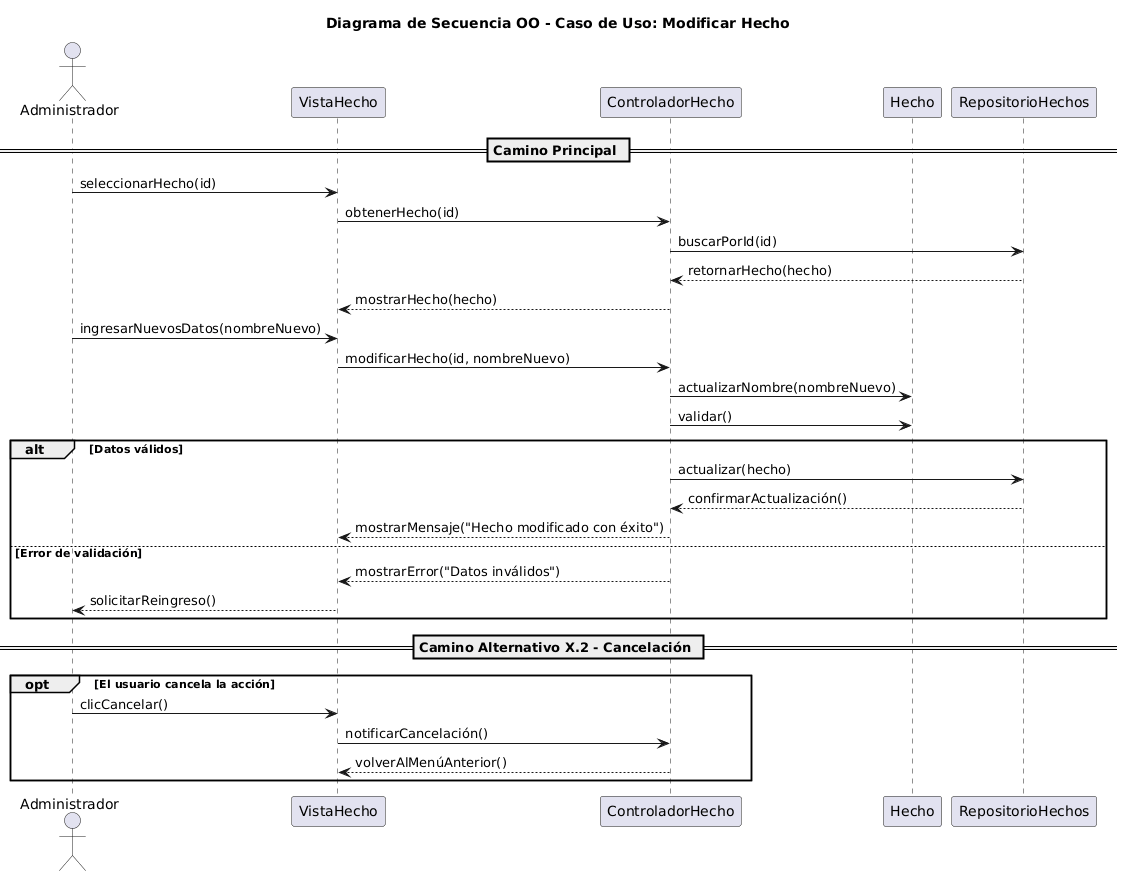 Diagrama de Secuencia OO - Caso de Uso: Modificar Hecho
Administrador
VistaHecho
ControladorHecho
Hecho
RepositorioHechos
Camino Principal
seleccionarHecho(id)
obtenerHecho(id)
buscarPorId(id)
retornarHecho(hecho)
mostrarHecho(hecho)
ingresarNuevosDatos(nombreNuevo)
modificarHecho(id, nombreNuevo)
actualizarNombre(nombreNuevo)
validar()
alt [Datos válidos]
actualizar(hecho)
confirmarActualización()
mostrarMensaje("Hecho modificado con éxito")
[Error de validación]
mostrarError("Datos inválidos")
solicitarReingreso()
Camino Alternativo X.2 - Cancelación
opt [El usuario cancela la acción]
clicCancelar()
notificarCancelación()
volverAlMenúAnterior()
Administrador
VistaHecho
ControladorHecho
Hecho
RepositorioHechos